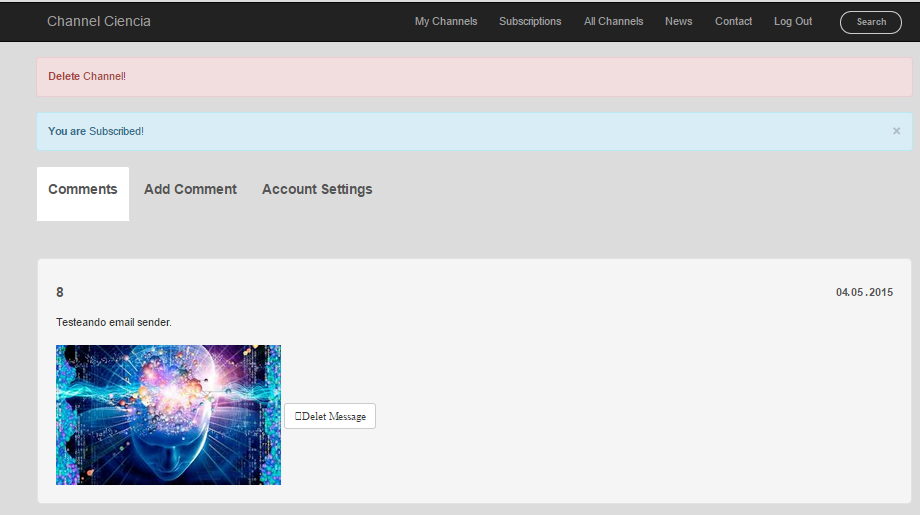 Channel Ciencia My Channels Subscriptions All Channels News Contact Log Out Search
Delete Channel!
You are Subscribed! ×
Comments Add Comment Account Settings
8 04.05.2015
Testeando email sender.
Delet Message